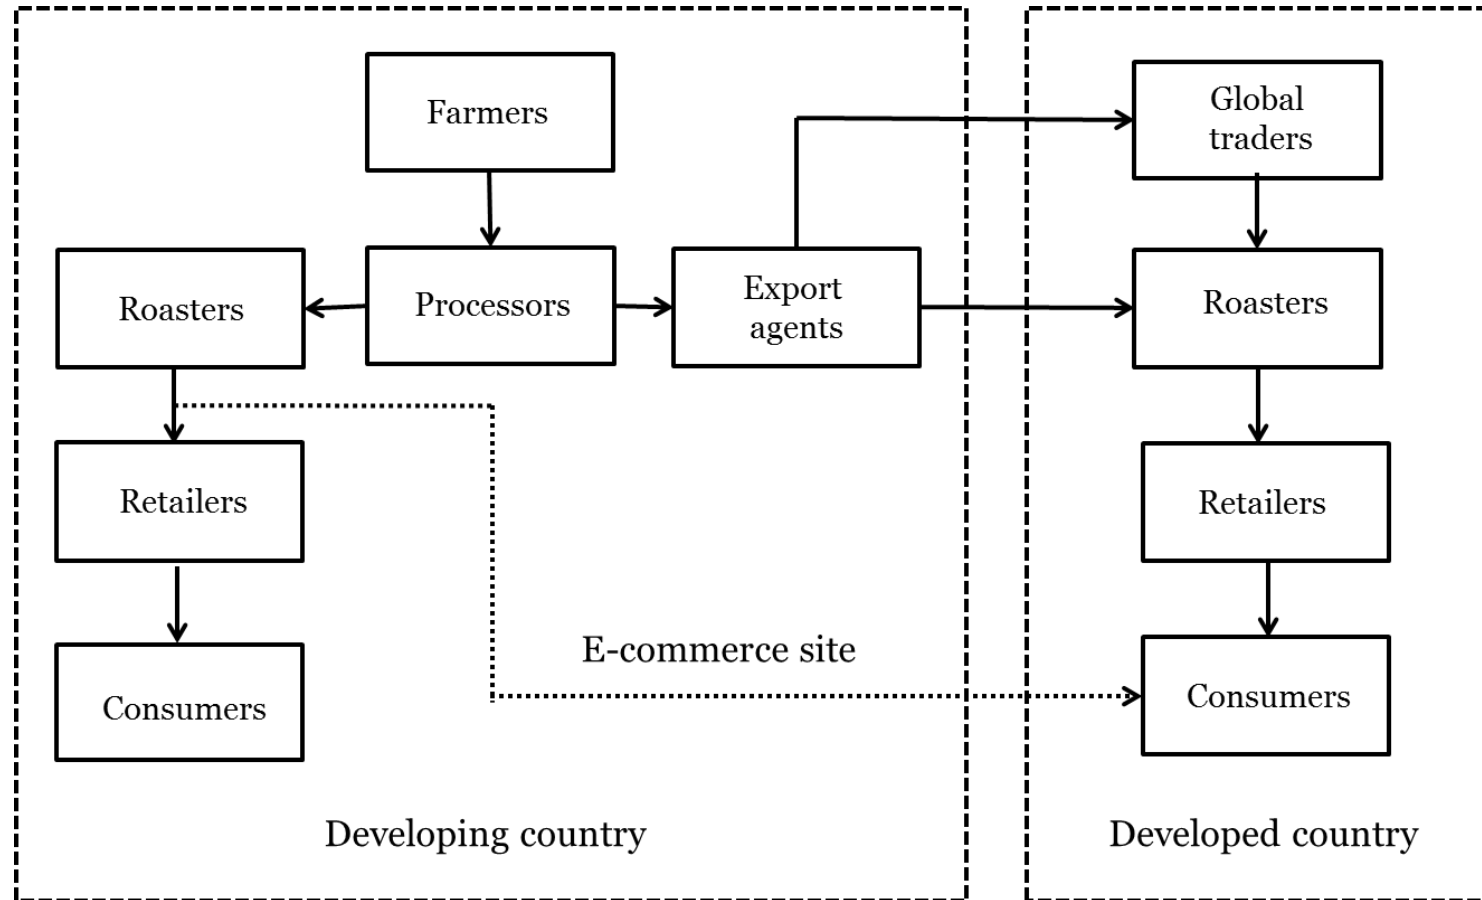 Farmers
Global
traders
Roasters
Processors
Export
agents
Roasters
Retailers
Retailers
E-commerce site
Consumers
Consumers
Developing country
Developed country